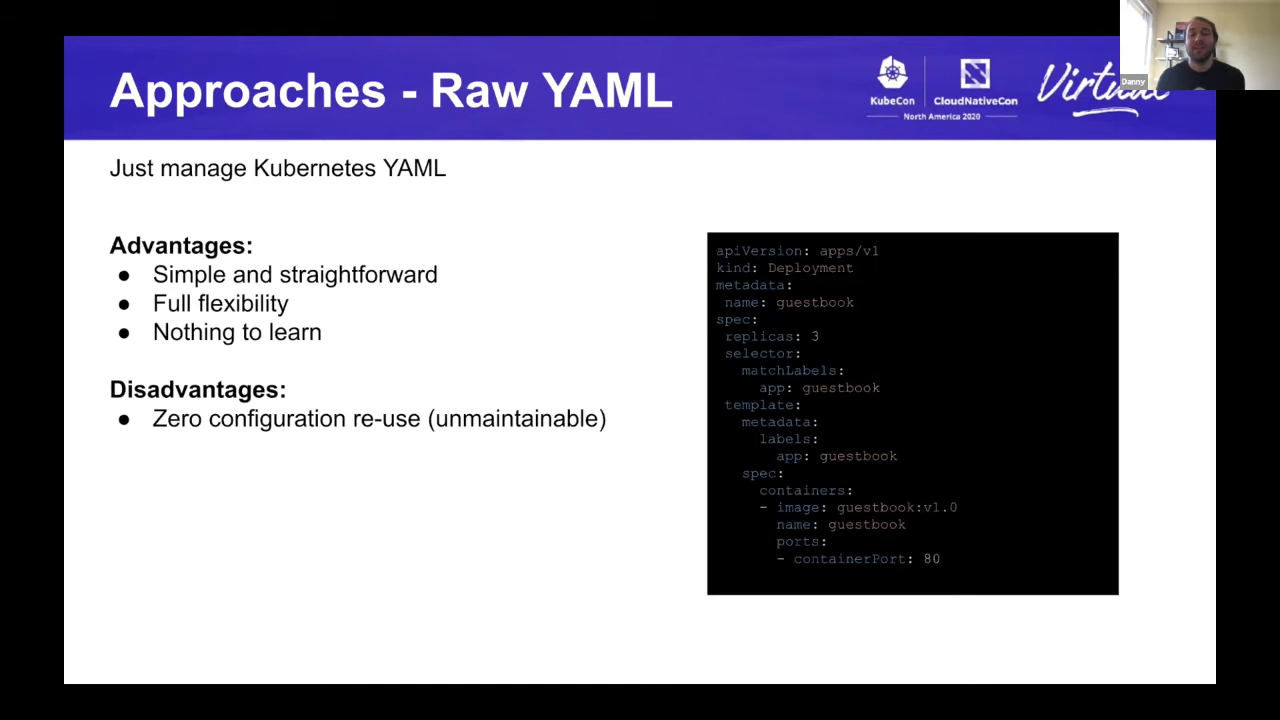 Approaches - Raw YAML
KubeCon
CloudNativeCon
North America 2020
Virtual
Danny
Just manage Kubernetes YAML
Advantages:
● Simple and straightforward
● Full flexibility
● Nothing to learn
Disadvantages:
● Zero configuration re-use (unmaintainable)
apiVersion: apps/v1
kind: Deployment
metadata:
 name: guestbook
spec:
 replicas: 3
 selector:
   matchLabels:
     app: guestbook
 template:
   metadata:
     labels:
       app: guestbook
   spec:
     containers:
     - image: guestbook:v1.0
       name: guestbook
       ports:
       - containerPort: 80